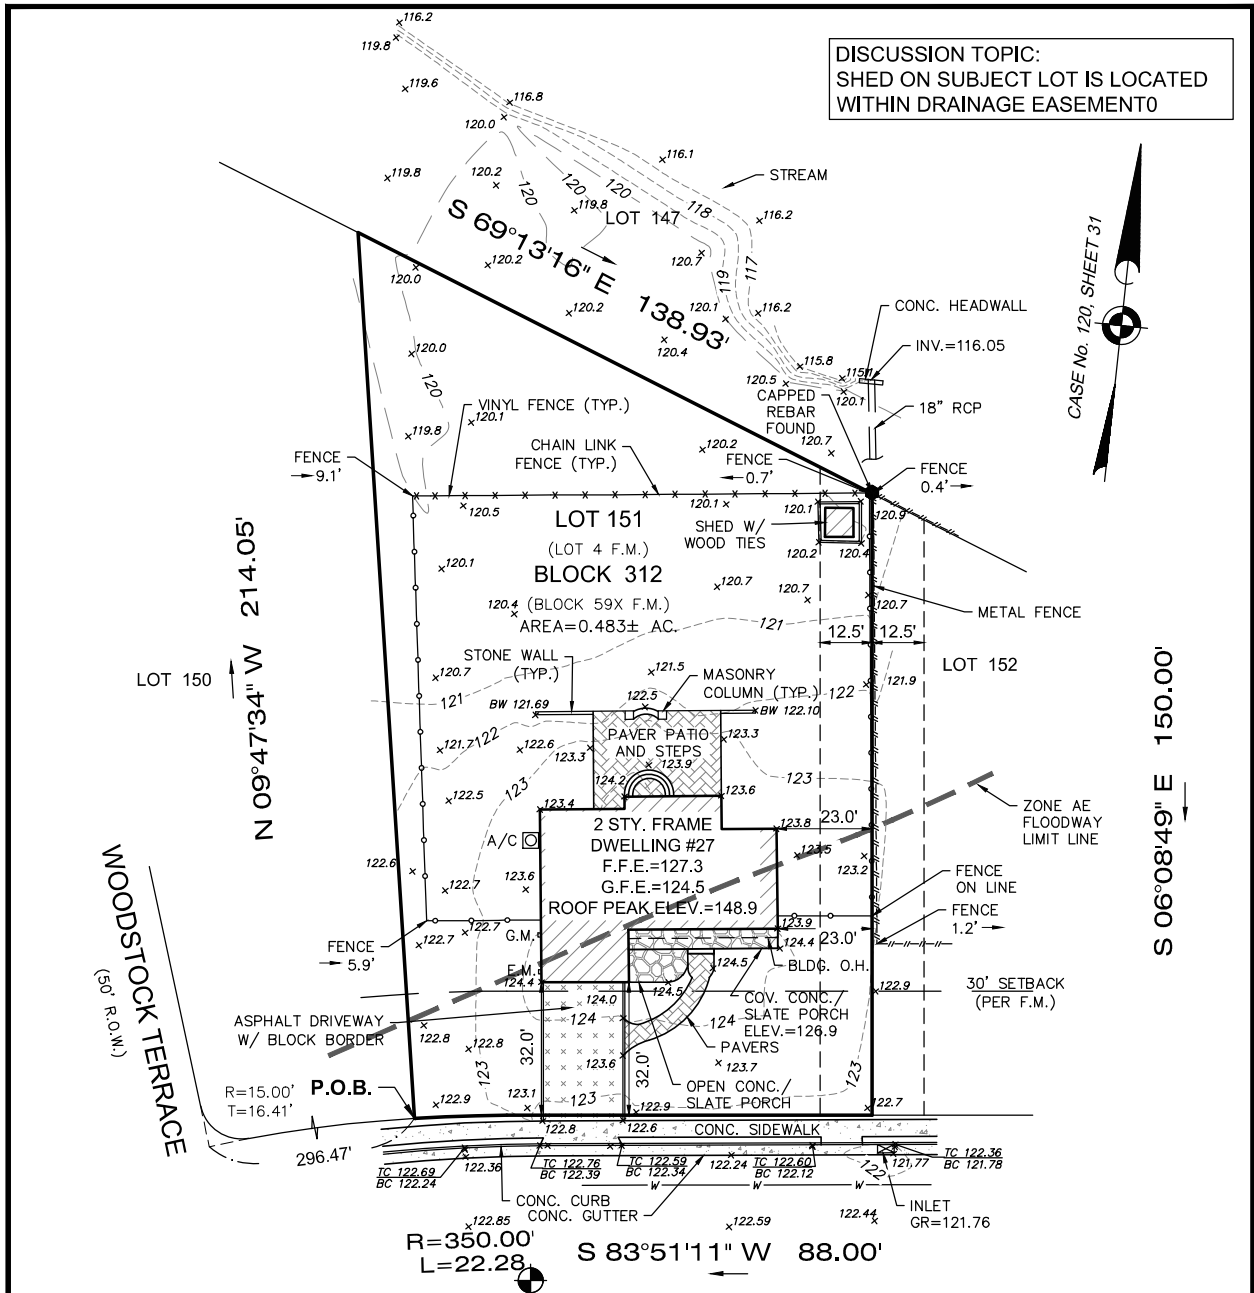 DISCUSSION TOPIC:
SHED ON SUBJECT LOT IS LOCATED
WITHIN DRAINAGE EASEMENT0
116.2
119.8
119.6
116.8
120.0
116.1
STREAM
119.8
120.2
120
120
120
119.8
LOT 147
118
116.2
S 69°13'16" E 138.93'
120.7
119
117
120.0
120.2
120.2
120.1
116.2
120.4
CASE No. 120, SHEET 31
CONC. HEADWALL
INV.=116.05
120.0
120
115.8
120.5
120.1
CAPPED
REBAR
FOUND
18" RCP
VINYL FENCE (TYP.)
120.1
119.8
CHAIN LINK
FENCE (TYP.)
120.2
120.7
FENCE
9.1'
FENCE
0.7'
FENCE
0.4'
120.5
120.1
120.1
120.9
LOT 151
(LOT 4 F.M.)
BLOCK 312
(BLOCK 59X F.M.)
AREA=0.483± AC.
SHED W/
WOOD TIES
120.2
120.4
120.1
120.4
120.7
120.7
120.7
METAL FENCE
121
12.5'
12.5'
N 09°47'34" W 214.05'
S 06°08'49" E 150.00'
LOT 150
LOT 152
STONE WALL
(TYP.)
120.7
121
121.5
MASONRY
COLUMN (TYP.)
122
121.9
122.5
BW 121.69
BW 122.10
121.7
122
122.6
123.3
PAVER PATIO
AND STEPS
123.9
123.3
124.2
123.6
123
123
122.5
123.4
A/C
2 STY. FRAME
DWELLING #27
F.F.E.=127.3
G.F.E.=124.5
ROOF PEAK ELEV.=148.9
123.8
23.0'
123.5
123.2
ZONE AE
FLOODWAY
LIMIT LINE
122.6
122.7
123.6
FENCE
ON LINE
FENCE
1.2'
122.7
122.7
G.M.
E.M.
123.9
23.0'
124.4
BLDG. O.H.
FENCE
5.9'
124.4
124.5
124.5
124.0
COV. CONC./
SLATE PORCH
ELEV.=126.9
122.9
30' SETBACK
(PER F.M.)
WOODSTOCK TERRACE
(50' R.O.W.)
ASPHALT DRIVEWAY
W/ BLOCK BORDER
124
124
PAVERS
122.8
122.8
32.0'
123.6
32.0'
123.7
123
123
OPEN CONC./
SLATE PORCH
R=15.00'
T=16.41'
P.O.B.
122.9
123.1
123
122.9
122.7
122.8
122.6
CONC. SIDEWALK
296.47'
TC 122.69
BC 122.24
122.36
TC 122.76
BC 122.39
TC 122.59
BC 122.34
122.24
TC 122.60
BC 122.12
122
121.77
TC 122.36
BC 121.78
W
W
W
CONC. CURB
CONC. GUTTER
INLET
GR=121.76
122.85
122.59
122.44
R=350.00'
L=22.28'
S 83°51'11" W 88.00'